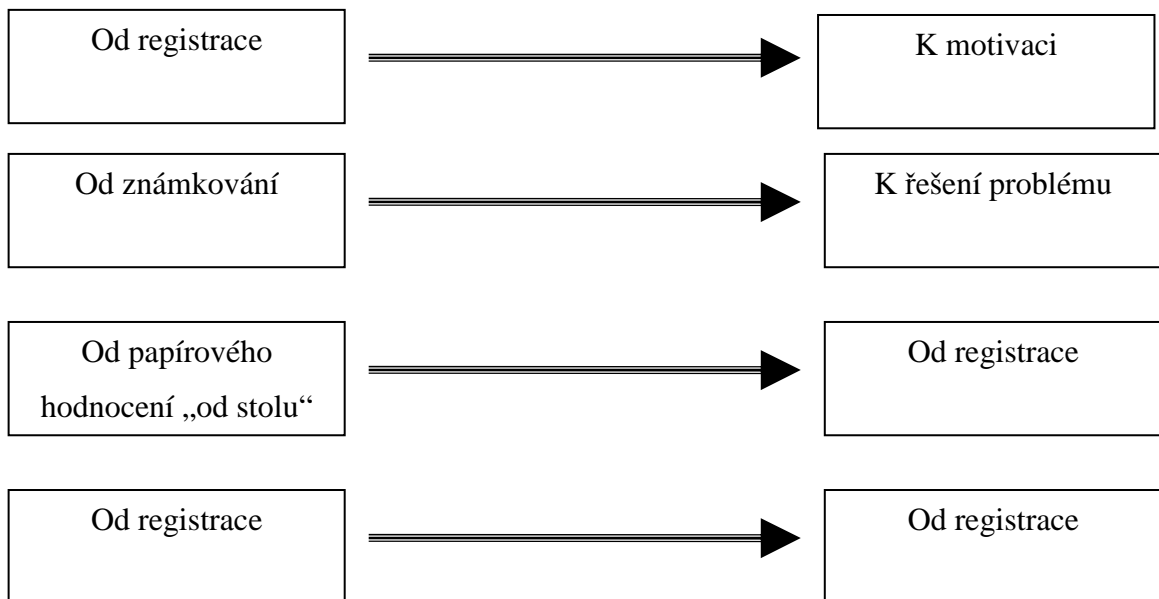 Od registrace
K motivaci
Od známkování
K řešení problému
Od papírového
hodnocení „od stolu“
Od registrace
Od registrace
Od registrace